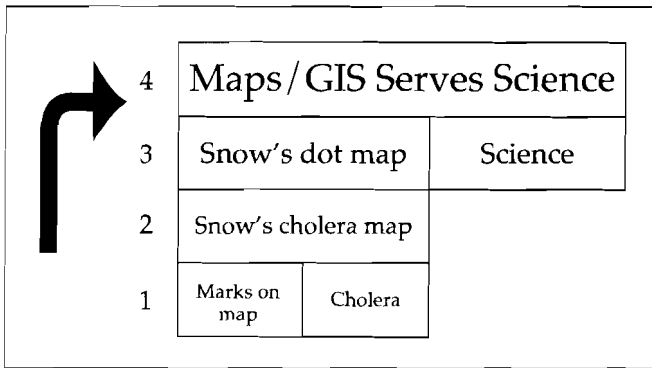 4 Maps/GIS Serves Science
3 Snow's dot map Science
2 Snow's cholera map
1 Marks on map Cholera